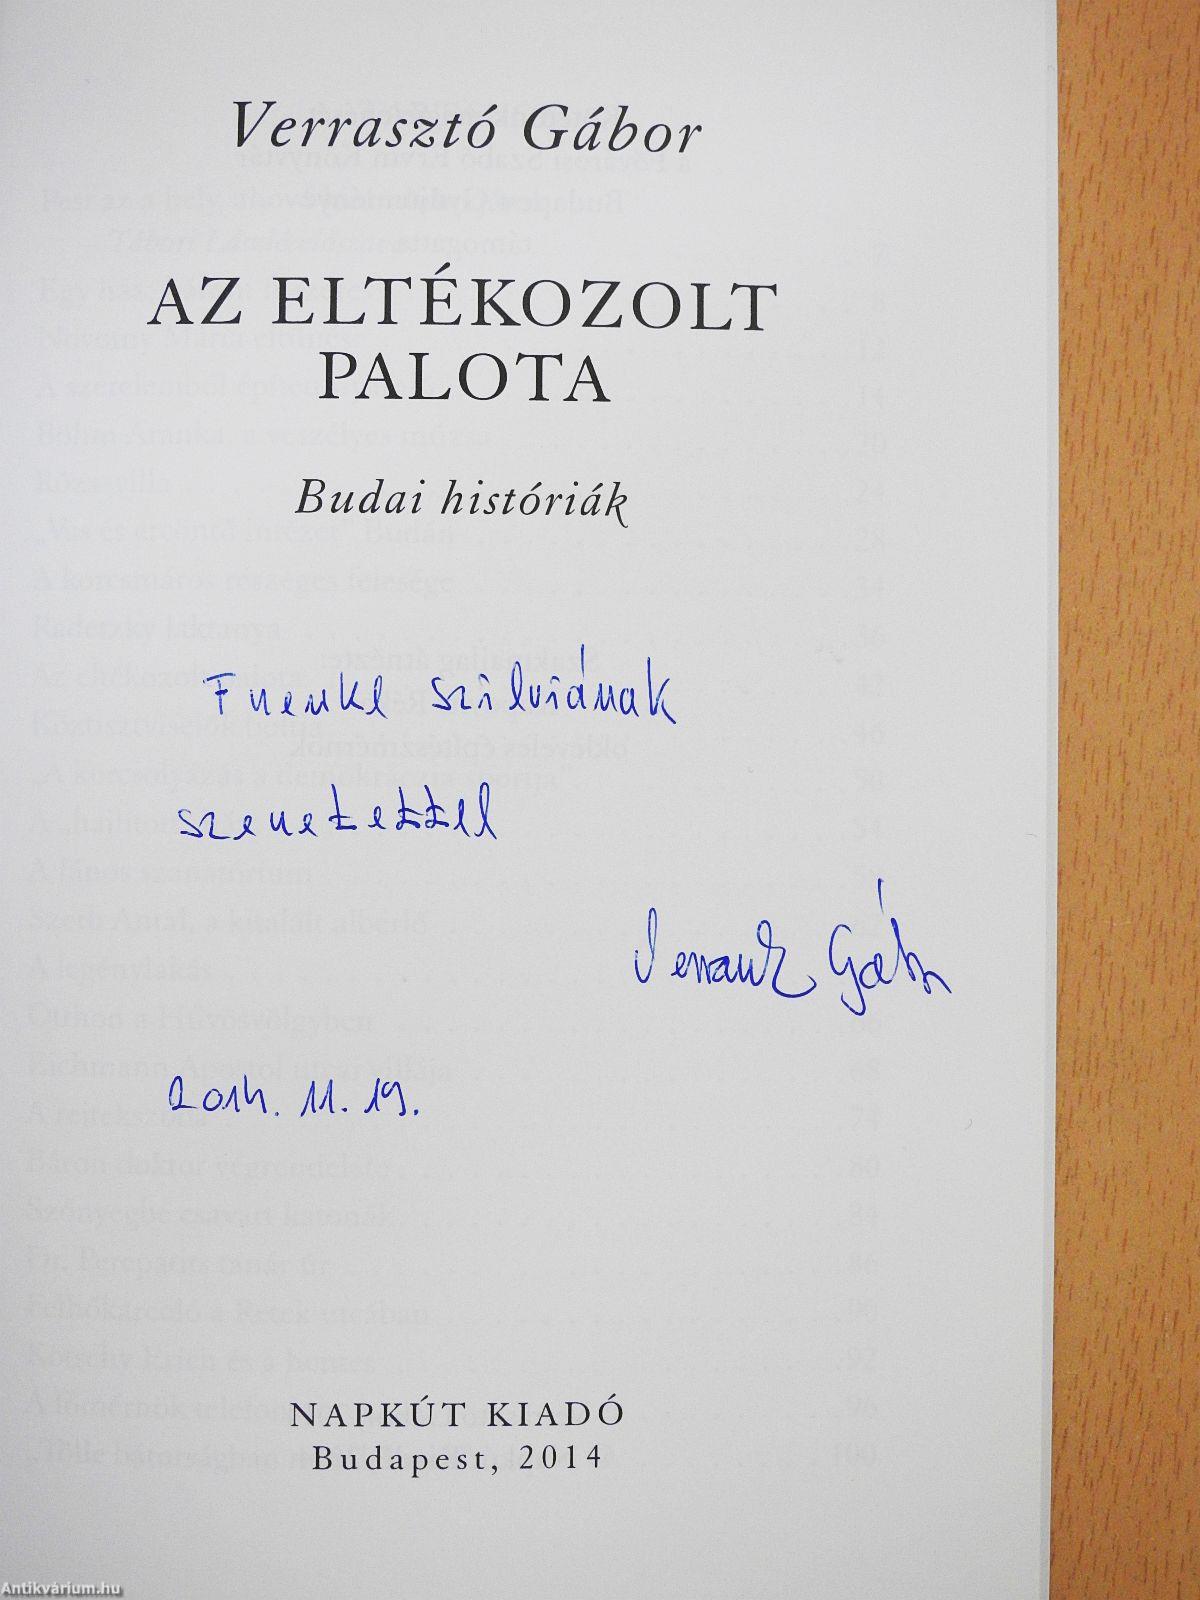 Verrasztó Gábor
AZ ELTÉKOZOLT
PALOTA
Budai históriák
Frenkl Szilviának
szeretettel
Verrasztó Gábor
2014. 11. 19.
NAPKÚT KIADÓ
Budapest, 2014
Antikvárium.hu